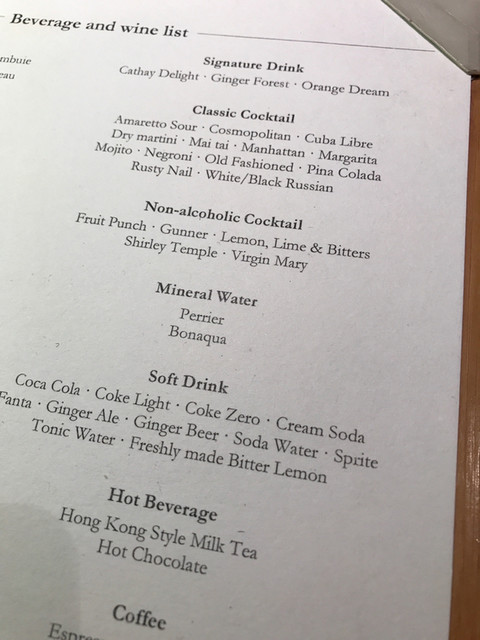 Beverage and wine list
Signature Drink
Cathay Delight · Ginger Forest · Orange Dream
Classic Cocktail
Amaretto Sour · Cosmopolitan · Cuba Libre
Dry martini · Mai tai · Manhattan · Margarita
Mojito · Negroni · Old Fashioned · Pina Colada
Rusty Nail · White/Black Russian
Non-alcoholic Cocktail
Fruit Punch · Gunner · Lemon, Lime & Bitters
Shirley Temple · Virgin Mary
Mineral Water
Perrier
Bonaqua
Soft Drink
Coca Cola · Coke Light · Coke Zero · Cream Soda
Fanta · Ginger Ale · Ginger Beer · Soda Water · Sprite
Tonic Water · Freshly made Bitter Lemon
Hot Beverage
Hong Kong Style Milk Tea
Hot Chocolate
Coffee